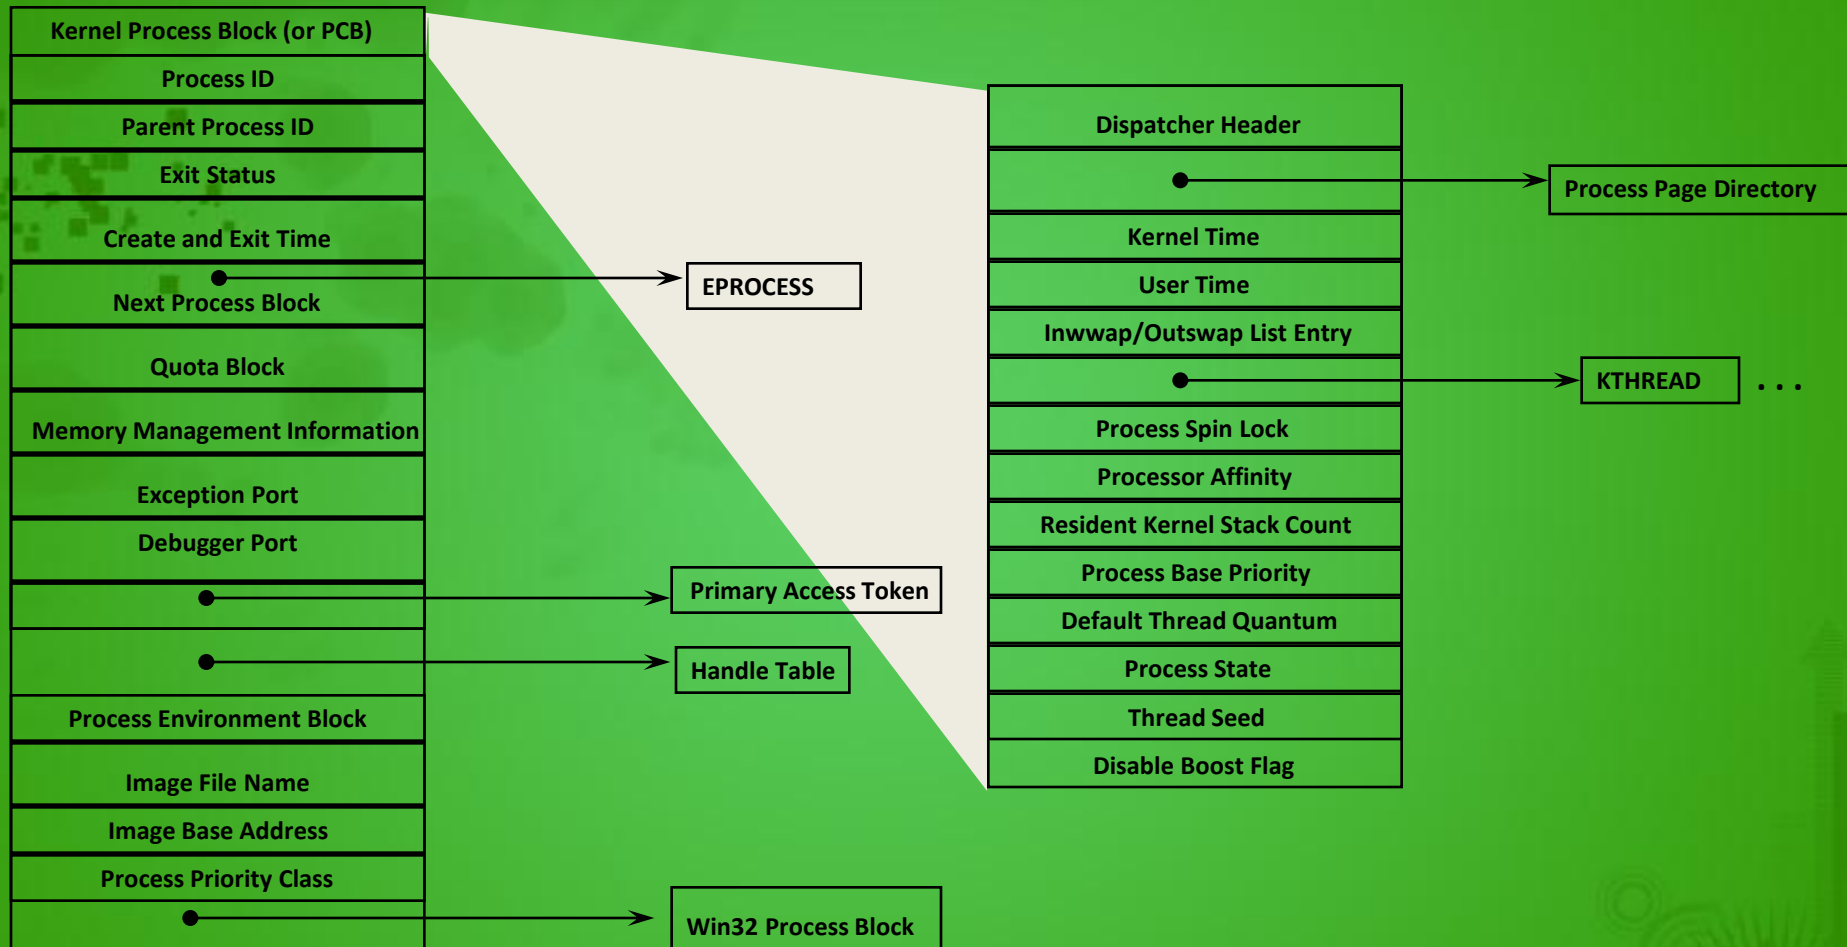 Kernel Process Block (or PCB)
Process ID
Parent Process ID
Exit Status
Create and Exit Time
Next Process Block
Quota Block
Memory Management Information
Exception Port
Debugger Port
Process Environment Block
Image File Name
Image Base Address
Process Priority Class
EPROCESS
Primary Access Token
Handle Table
Win32 Process Block
Dispatcher Header
Kernel Time
User Time
Inwwap/Outswap List Entry
Process Spin Lock
Processor Affinity
Resident Kernel Stack Count
Process Base Priority
Default Thread Quantum
Process State
Thread Seed
Disable Boost Flag
Process Page Directory
KTHREAD . . .